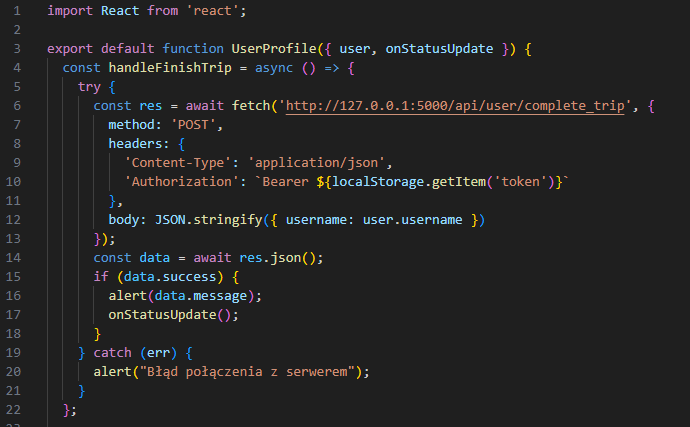 1 import React from 'react';
2
3 export default function UserProfile({ user, onStatusUpdate }) {
4 const handleFinishTrip = async () => {
5 try {
6 const res = await fetch('http://127.0.0.1:5000/api/user/complete_trip', {
7 method: 'POST',
8 headers: {
9 'Content-Type': 'application/json',
10 'Authorization': `Bearer ${localStorage.getItem('token')}`
11 },
12 body: JSON.stringify({ username: user.username })
13 });
14 const data = await res.json();
15 if (data.success) {
16 alert(data.message);
17 onStatusUpdate();
18 }
19 } catch (err) {
20 alert("Błąd połączenia z serwerem");
21 }
22 };